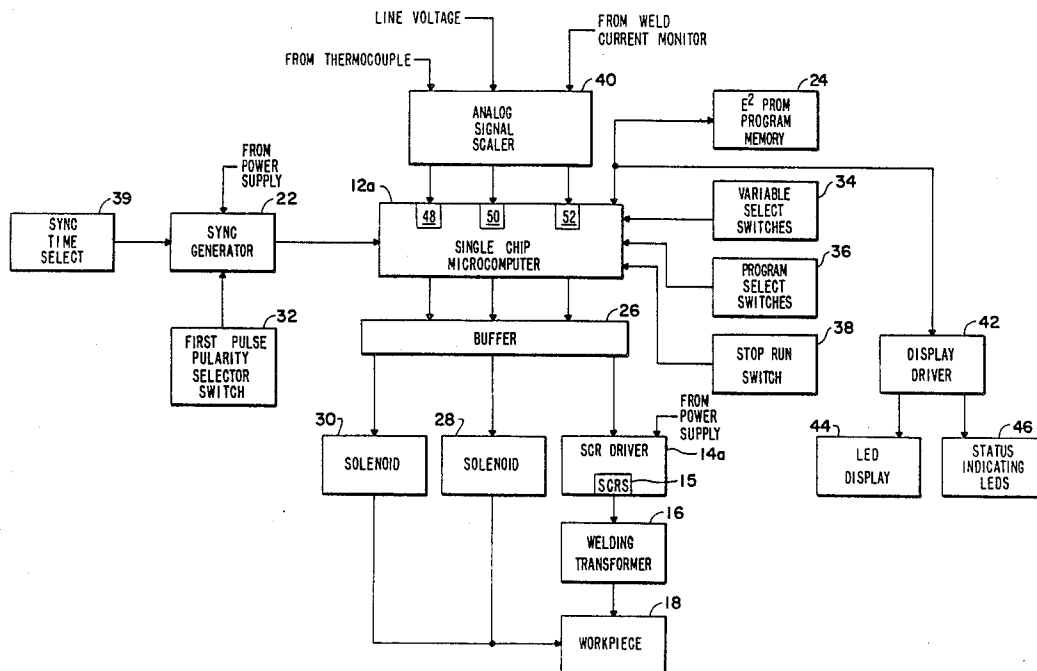 LINE VOLTAGE
FROM WELD
CURRENT MONITOR
FROM THERMOCOUPLE
40
ANALOG
SIGNAL
SCALER
24
E² PROM
PROGRAM
MEMORY
FROM
POWER
SUPPLY
39
SYNC
TIME
SELECT
22
SYNC
GENERATOR
12a
48
50
52
SINGLE CHIP
MICROCOMPUTER
34
VARIABLE
SELECT
SWITCHES
36
PROGRAM
SELECT
SWITCHES
32
FIRST PULSE
PULARITY
SELECTOR
SWITCH
26
BUFFER
38
STOP RUN
SWITCH
42
DISPLAY
DRIVER
FROM
POWER
SUPPLY
30
SOLENOID
28
SOLENOID
14a
SCR DRIVER
15
SCRS
44
LED
DISPLAY
46
STATUS
INDICATING
LEDS
16
WELDING
TRANSFORMER
18
WORKPIECE